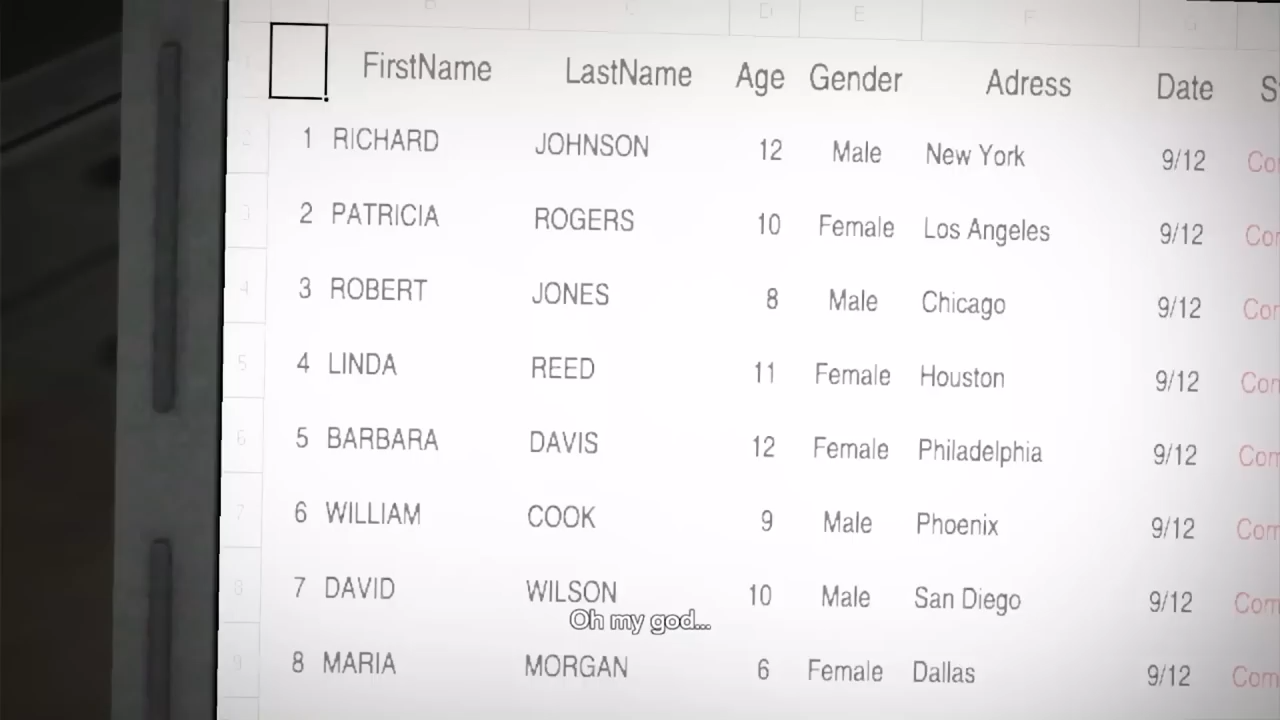 B C D E F G
FirstName LastName Age Gender Adress Date
1 RICHARD JOHNSON 12 Male New York 9/12
2 PATRICIA ROGERS 10 Female Los Angeles 9/12
3 ROBERT JONES 8 Male Chicago 9/12
4 LINDA REED 11 Female Houston 9/12
5 BARBARA DAVIS 12 Female Philadelphia 9/12
6 WILLIAM COOK 9 Male Phoenix 9/12
7 DAVID WILSON 10 Male San Diego 9/12
Oh my god...
8 MARIA MORGAN 6 Female Dallas 9/12